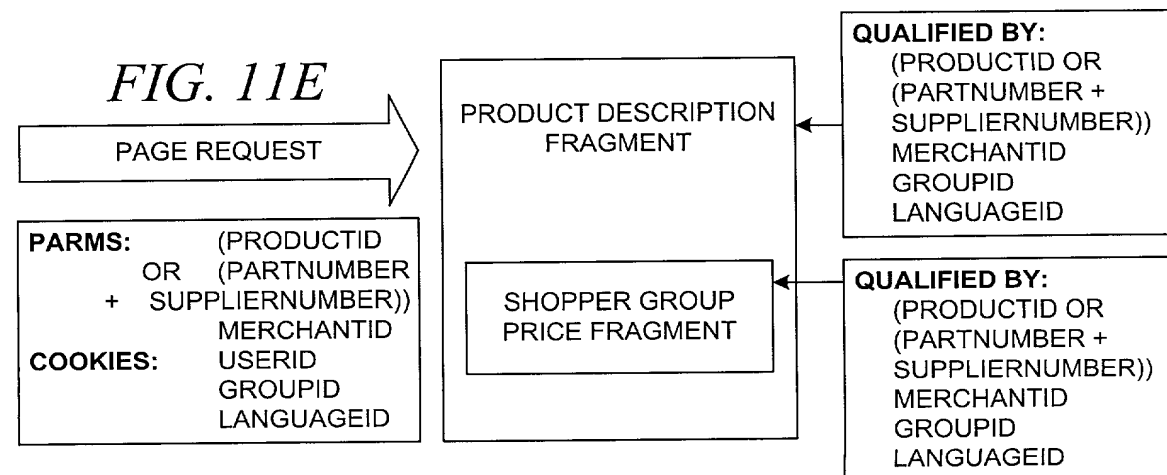 FIG. 11E
PAGE REQUEST
PARMS: (PRODUCTID
OR (PARTNUMBER
+ SUPPLIERNUMBER))
MERCHANTID
COOKIES: USERID
GROUPID
LANGUAGEID
PRODUCT DESCRIPTION
FRAGMENT
SHOPPER GROUP
PRICE FRAGMENT
QUALIFIED BY:
(PRODUCTID OR
(PARTNUMBER +
SUPPLIERNUMBER))
MERCHANTID
GROUPID
LANGUAGEID
QUALIFIED BY:
(PRODUCTID OR
(PARTNUMBER +
SUPPLIERNUMBER))
MERCHANTID
GROUPID
LANGUAGEID